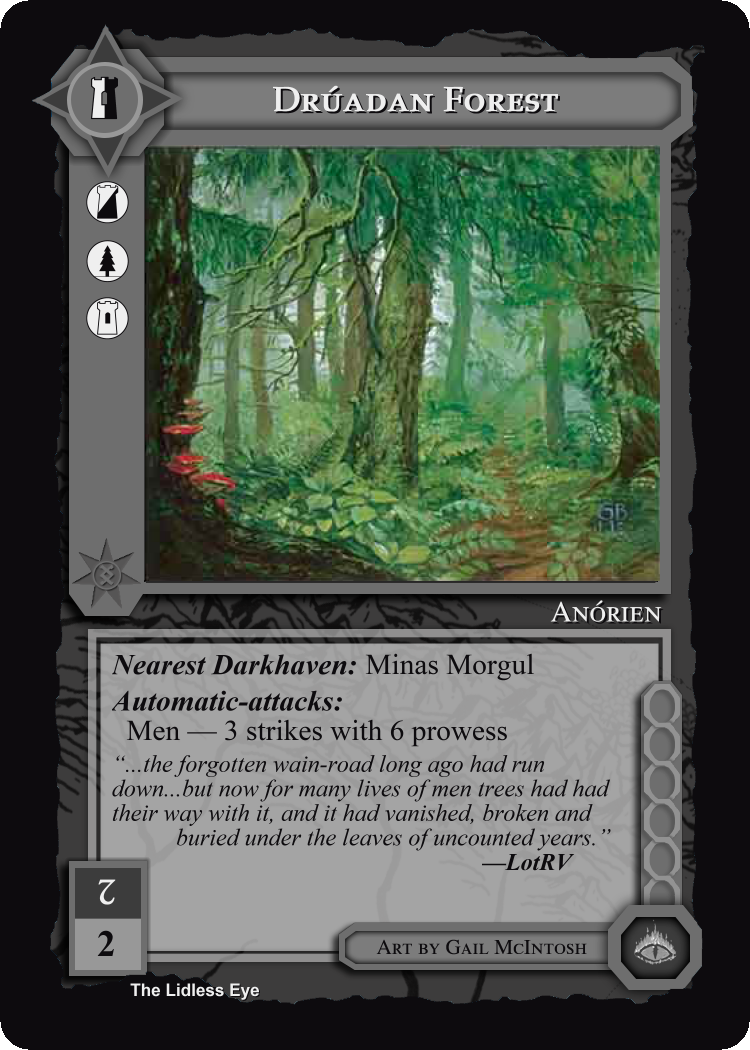 DRÚADAN FOREST
ANÓRIEN
Nearest Darkhaven: Minas Morgul
Automatic-attacks:
Men — 3 strikes with 6 prowess
“...the forgotten wain-road long ago had run
down...but now for many lives of men trees had had
their way with it, and it had vanished, broken and
buried under the leaves of uncounted years.”
—LotRV
2
2
ART BY GAIL MCINTOSH
The Lidless Eye